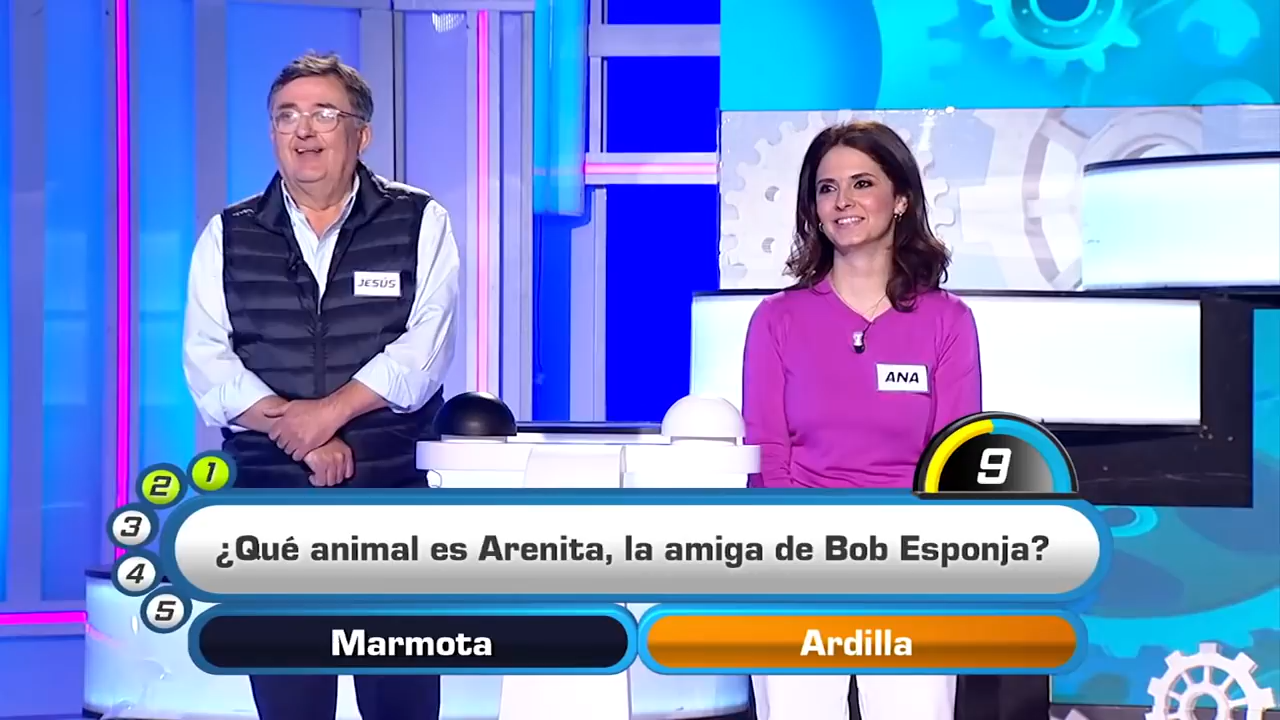 JESÚS
ANA
9
1
2
3
4
5
¿Qué animal es Arenita, la amiga de Bob Esponja?
Marmota
Ardilla